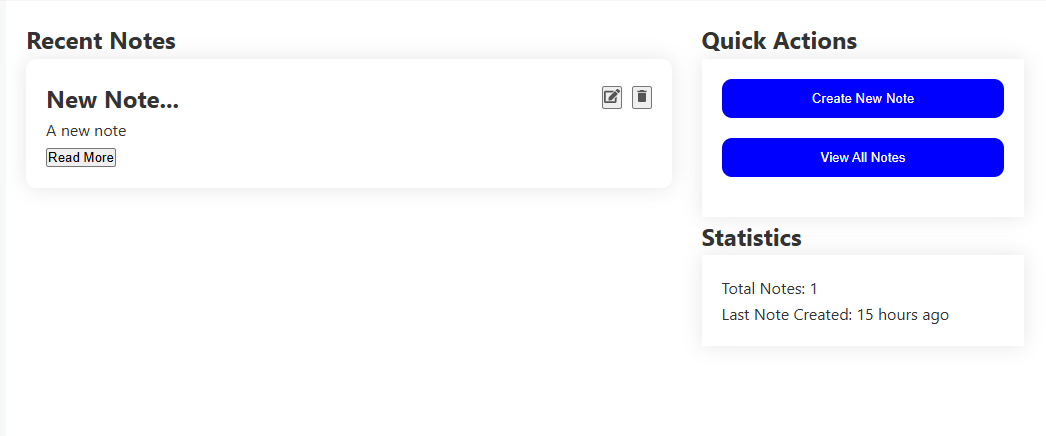 Recent Notes
New Note...
A new note
Read More
Quick Actions
Create New Note
View All Notes
Statistics
Total Notes: 1
Last Note Created: 15 hours ago